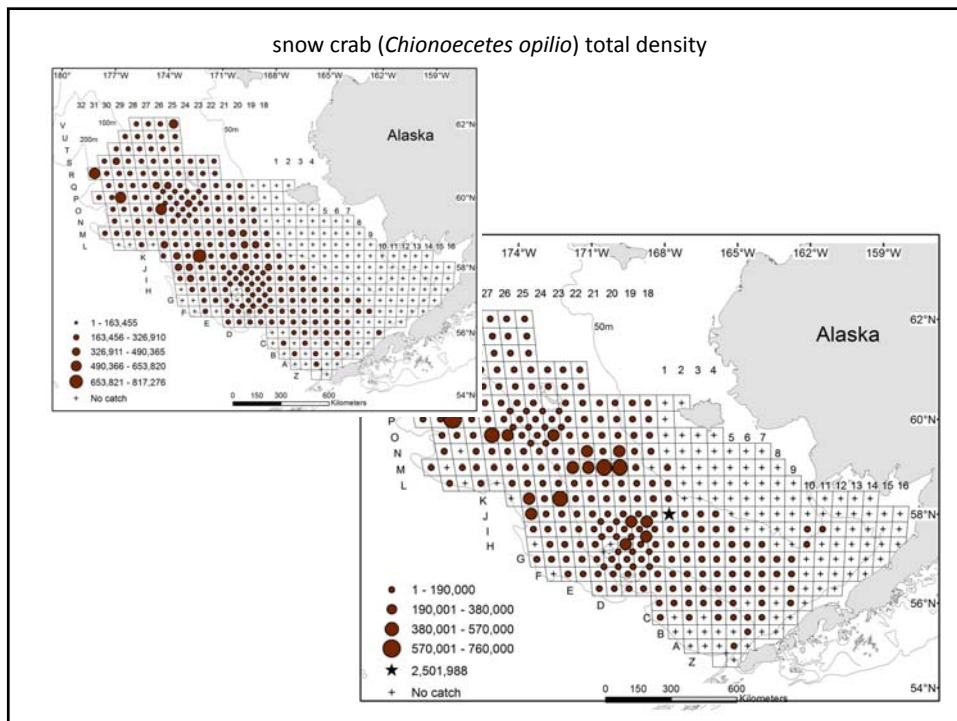 snow crab (Chionoecetes opilio) total density
180° 177°W 174°W 171°W 168°W 165°W 162°W 159°W
32 31 30 29 28 27 26 25 24 23 22 21 20 19 18
V 100m 50m 62°N
U
T 200m Alaska
S 1 2 3 4
R
Q
P 60°N
O 5 6 7
N 8
M 9
L 10 11 12 13 14 15 16
K
J 58°N
I
H
G
F
E
D 56°N
C
B
A
Z 54°N
1 - 163,455
163,456 - 326,910
326,911 - 490,365
490,366 - 653,820
653,821 - 817,276
No catch
0 150 300 600
Kilometers
174°W 171°W 168°W 165°W 162°W 159°W
27 26 25 24 23 22 21 20 19 18
50m 62°N
Alaska
1 2 3 4
P 60°N
O 5 6 7
N 8
M 9
L 10 11 12 13 14 15 16
K
J 58°N
I
H
G
F
E
D 56°N
C
B
A
Z
1 - 190,000
190,001 - 380,000
380,001 - 570,000
570,001 - 760,000
2,501,988
No catch
0 150 300 600
Kilometers
54°N